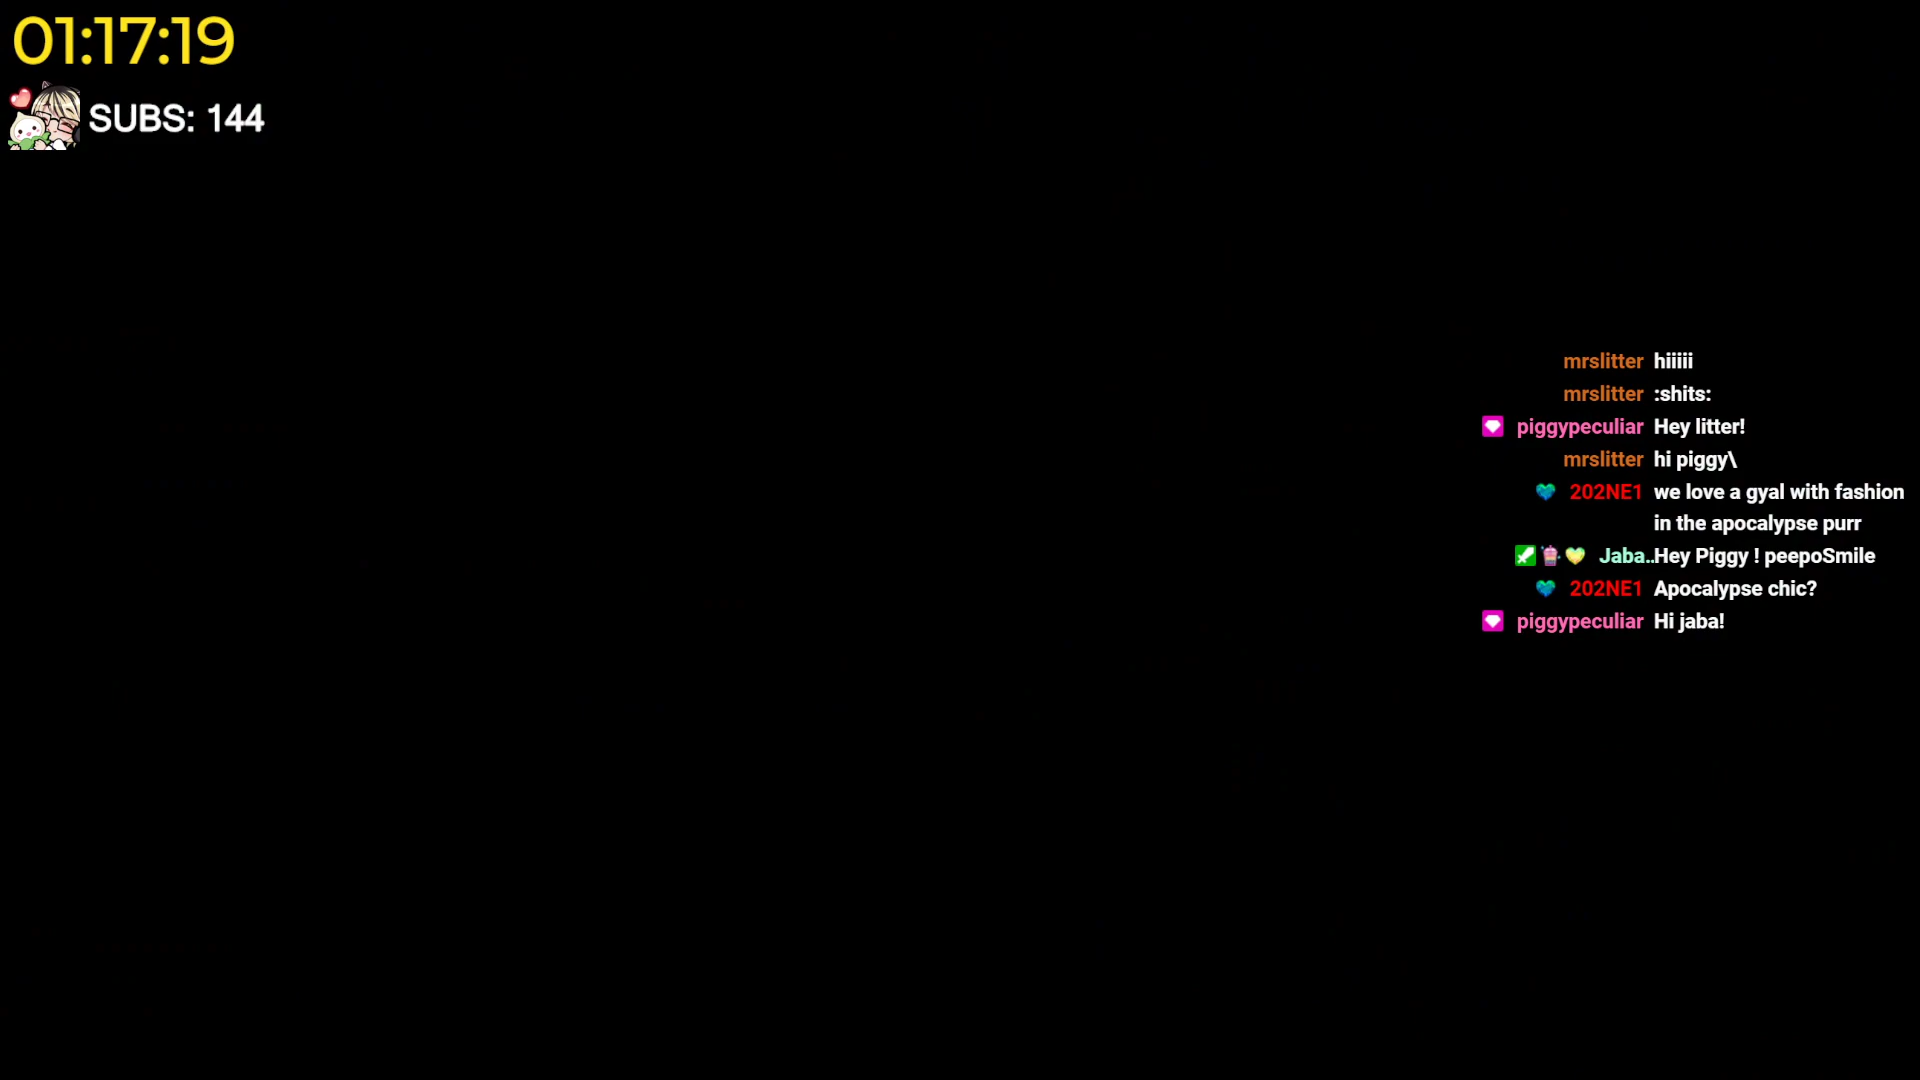 01:17:19
SUBS: 144
mrslitter hiiiii
mrslitter :shits:
piggypeculiar Hey litter!
mrslitter hi piggy\
202NE1 we love a gyal with fashion
in the apocalypse purr
Jaba..Hey Piggy ! peepoSmile
202NE1 Apocalypse chic?
piggypeculiar Hi jaba!